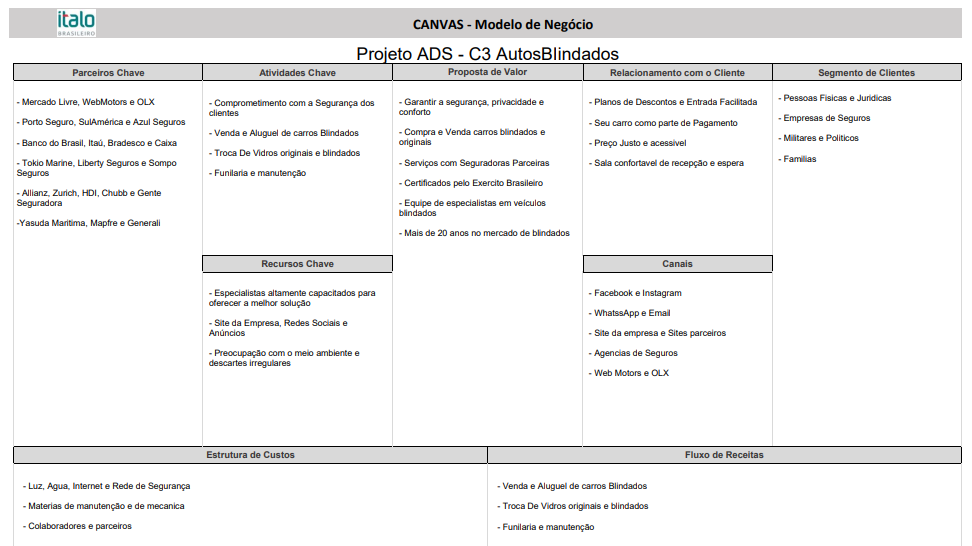 italo
BRASILEIRO
CANVAS - Modelo de Negócio
Projeto ADS - C3 AutosBlindados
Parceiros Chave
- Mercado Livre, WebMotors e OLX
- Porto Seguro, SulAmérica e Azul Seguros
- Banco do Brasil, Itaú, Bradesco e Caixa
- Tokio Marine, Liberty Seguros e Sompo
Seguros
- Allianz, Zurich, HDI, Chubb e Gente
Seguradora
-Yasuda Maritima, Mapfre e Generali
Atividades Chave
- Comprometimento com a Segurança dos
clientes
- Venda e Aluguel de carros Blindados
- Troca De Vidros originais e blindados
- Funilaria e manutenção
Recursos Chave
- Especialistas altamente capacitados para
oferecer a melhor solução
- Site da Empresa, Redes Sociais e
Anúncios
- Preocupação com o meio ambiente e
descartes irregulares
Proposta de Valor
- Garantir a segurança, privacidade e
conforto
- Compra e Venda carros blindados e
originais
- Serviços com Seguradoras Parceiras
- Certificados pelo Exercito Brasileiro
- Equipe de especialistas em veículos
blindados
- Mais de 20 anos no mercado de blindados
Relacionamento com o Cliente
- Planos de Descontos e Entrada Facilitada
- Seu carro como parte de Pagamento
- Preço Justo e acessivel
- Sala confortavel de recepção e espera
Canais
- Facebook e Instagram
- WhatssApp e Email
- Site da empresa e Sites parceiros
- Agencias de Seguros
- Web Motors e OLX
Segmento de Clientes
- Pessoas Fisicas e Juridicas
- Empresas de Seguros
- Militares e Politicos
- Familias
Estrutura de Custos
- Luz, Agua, Internet e Rede de Segurança
- Materias de manutenção e de mecanica
- Colaboradores e parceiros
Fluxo de Receitas
- Venda e Aluguel de carros Blindados
- Troca De Vidros originais e blindados
- Funilaria e manutenção